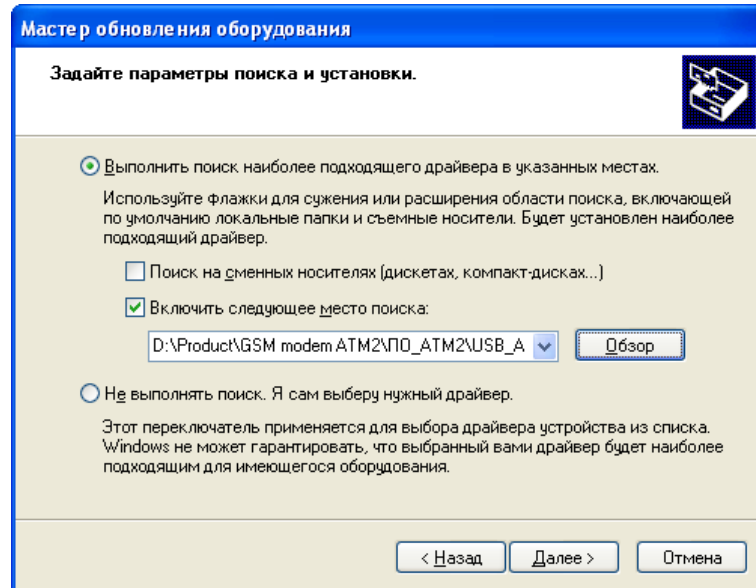 Мастер обновления оборудования
Задайте параметры поиска и установки.
Выполнить поиск наиболее подходящего драйвера в указанных местах.
Используйте флажки для сужения или расширения области поиска, включающей
по умолчанию локальные папки и съемные носители. Будет установлен наиболее
подходящий драйвер.
Поиск на сменных носителях (дискетах, компакт-дисках...)
Включить следующее место поиска:
D:\Product\GSM modem ATM2\ПО_ATM2\USB_A
Обзор
Не выполнять поиск. Я сам выберу нужный драйвер.
Этот переключатель применяется для выбора драйвера устройства из списка.
Windows не может гарантировать, что выбранный вами драйвер будет наиболее
подходящим для имеющегося оборудования.
< Назад Далее > Отмена